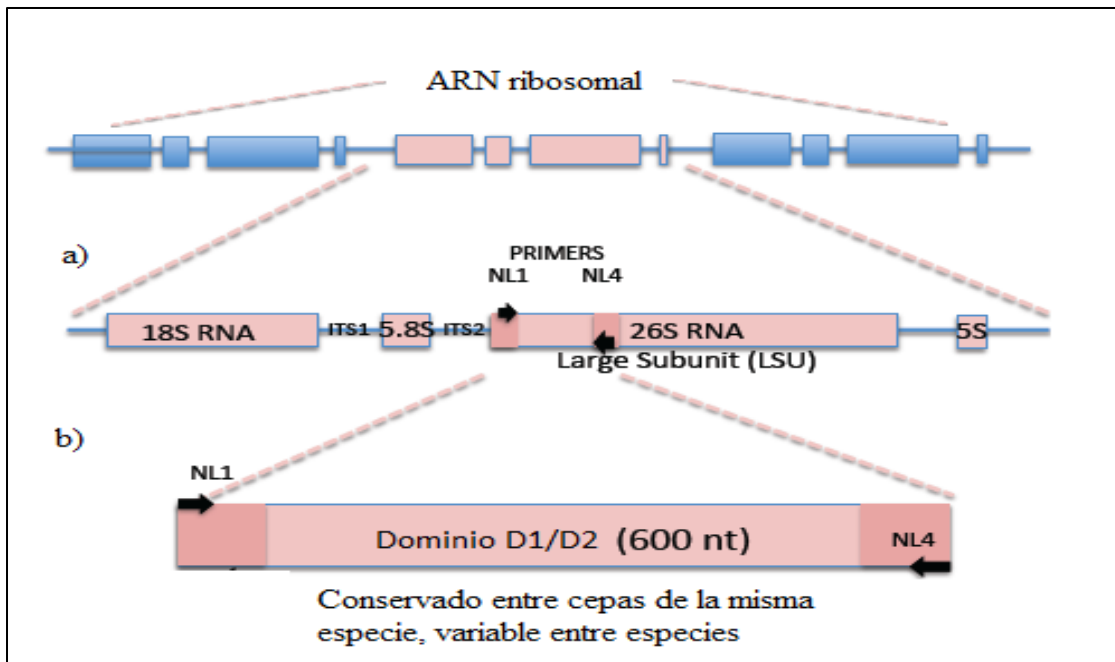 ARN ribosomal
a)
PRIMERS
NL1 NL4
18S RNA ITS1 5.8S ITS2 26S RNA 5S
Large Subunit (LSU)
b)
NL1
Dominio D1/D2 (600 nt) NL4
Conservado entre cepas de la misma
especie, variable entre especies